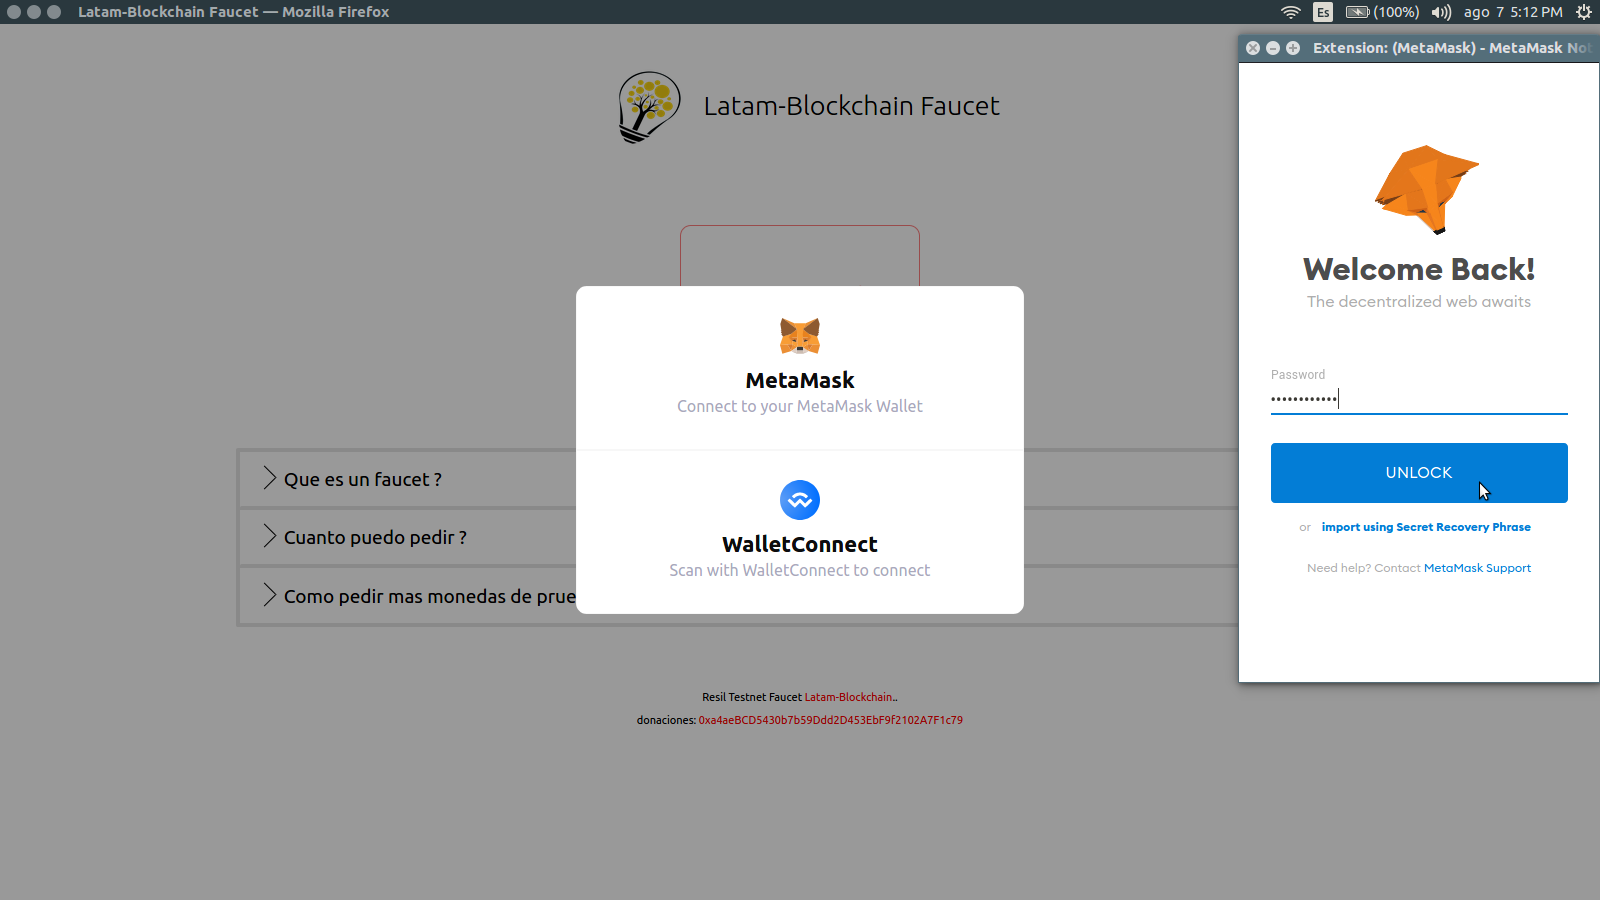 Latam-Blockchain Faucet — Mozilla Firefox
Es (100%) ago 7 5:12 PM
Extension: (MetaMask) - MetaMask
Latam-Blockchain Faucet
Welcome Back!
The decentralized web awaits
Password
UNLOCK
or import using Secret Recovery Phrase
Need help? Contact MetaMask Support
MetaMask
Connect to your MetaMask Wallet
WalletConnect
Scan with WalletConnect to connect
Que es un faucet ?
Cuanto puedo pedir ?
Como pedir mas monedas de prue
Resil Testnet Faucet Latam-Blockchain..
donaciones: 0xa4aeBCD5430b7b59Ddd2D453EbF9f2102A7F1c79